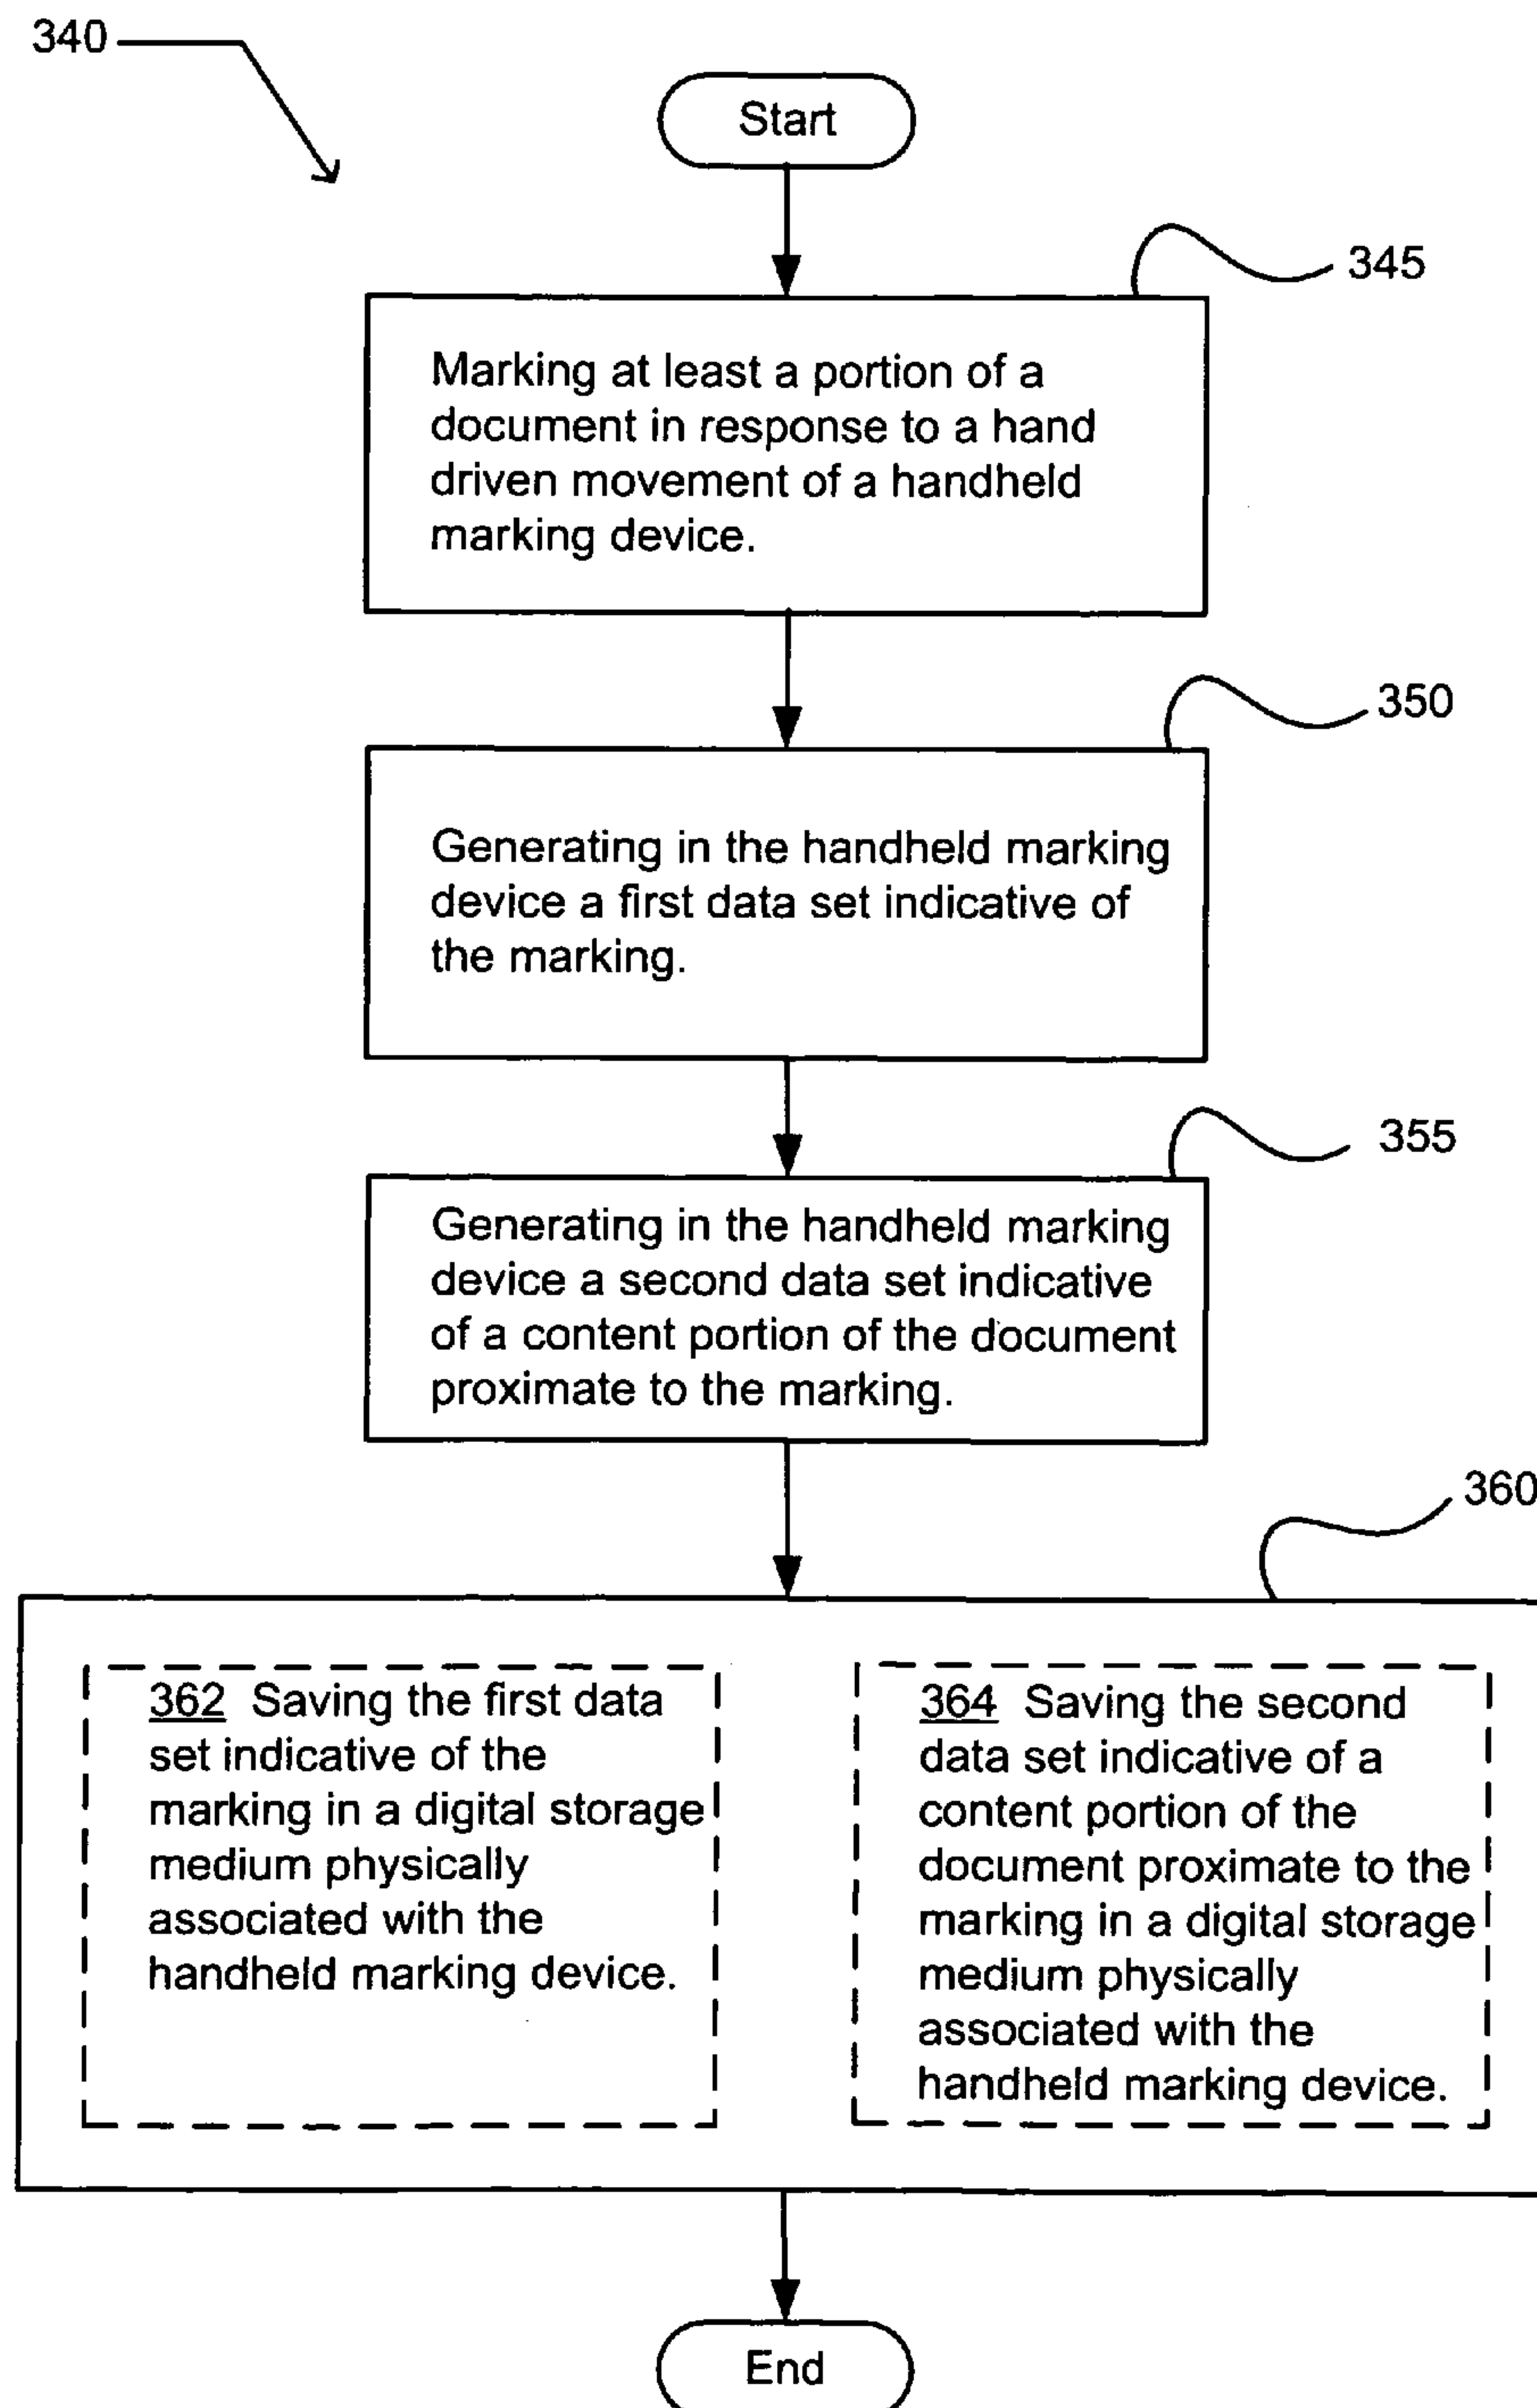 340
Start
345
Marking at least a portion of a
document in response to a hand
driven movement of a handheld
marking device.
350
Generating in the handheld marking
device a first data set indicative of
the marking.
355
Generating in the handheld marking
device a second data set indicative
of a content portion of the document
proximate to the marking.
360
362 Saving the first data
set indicative of the
marking in a digital storage
medium physically
associated with the
handheld marking device.
364 Saving the second
data set indicative of a
content portion of the
document proximate to the
marking in a digital storage
medium physically
associated with the
handheld marking device.
End